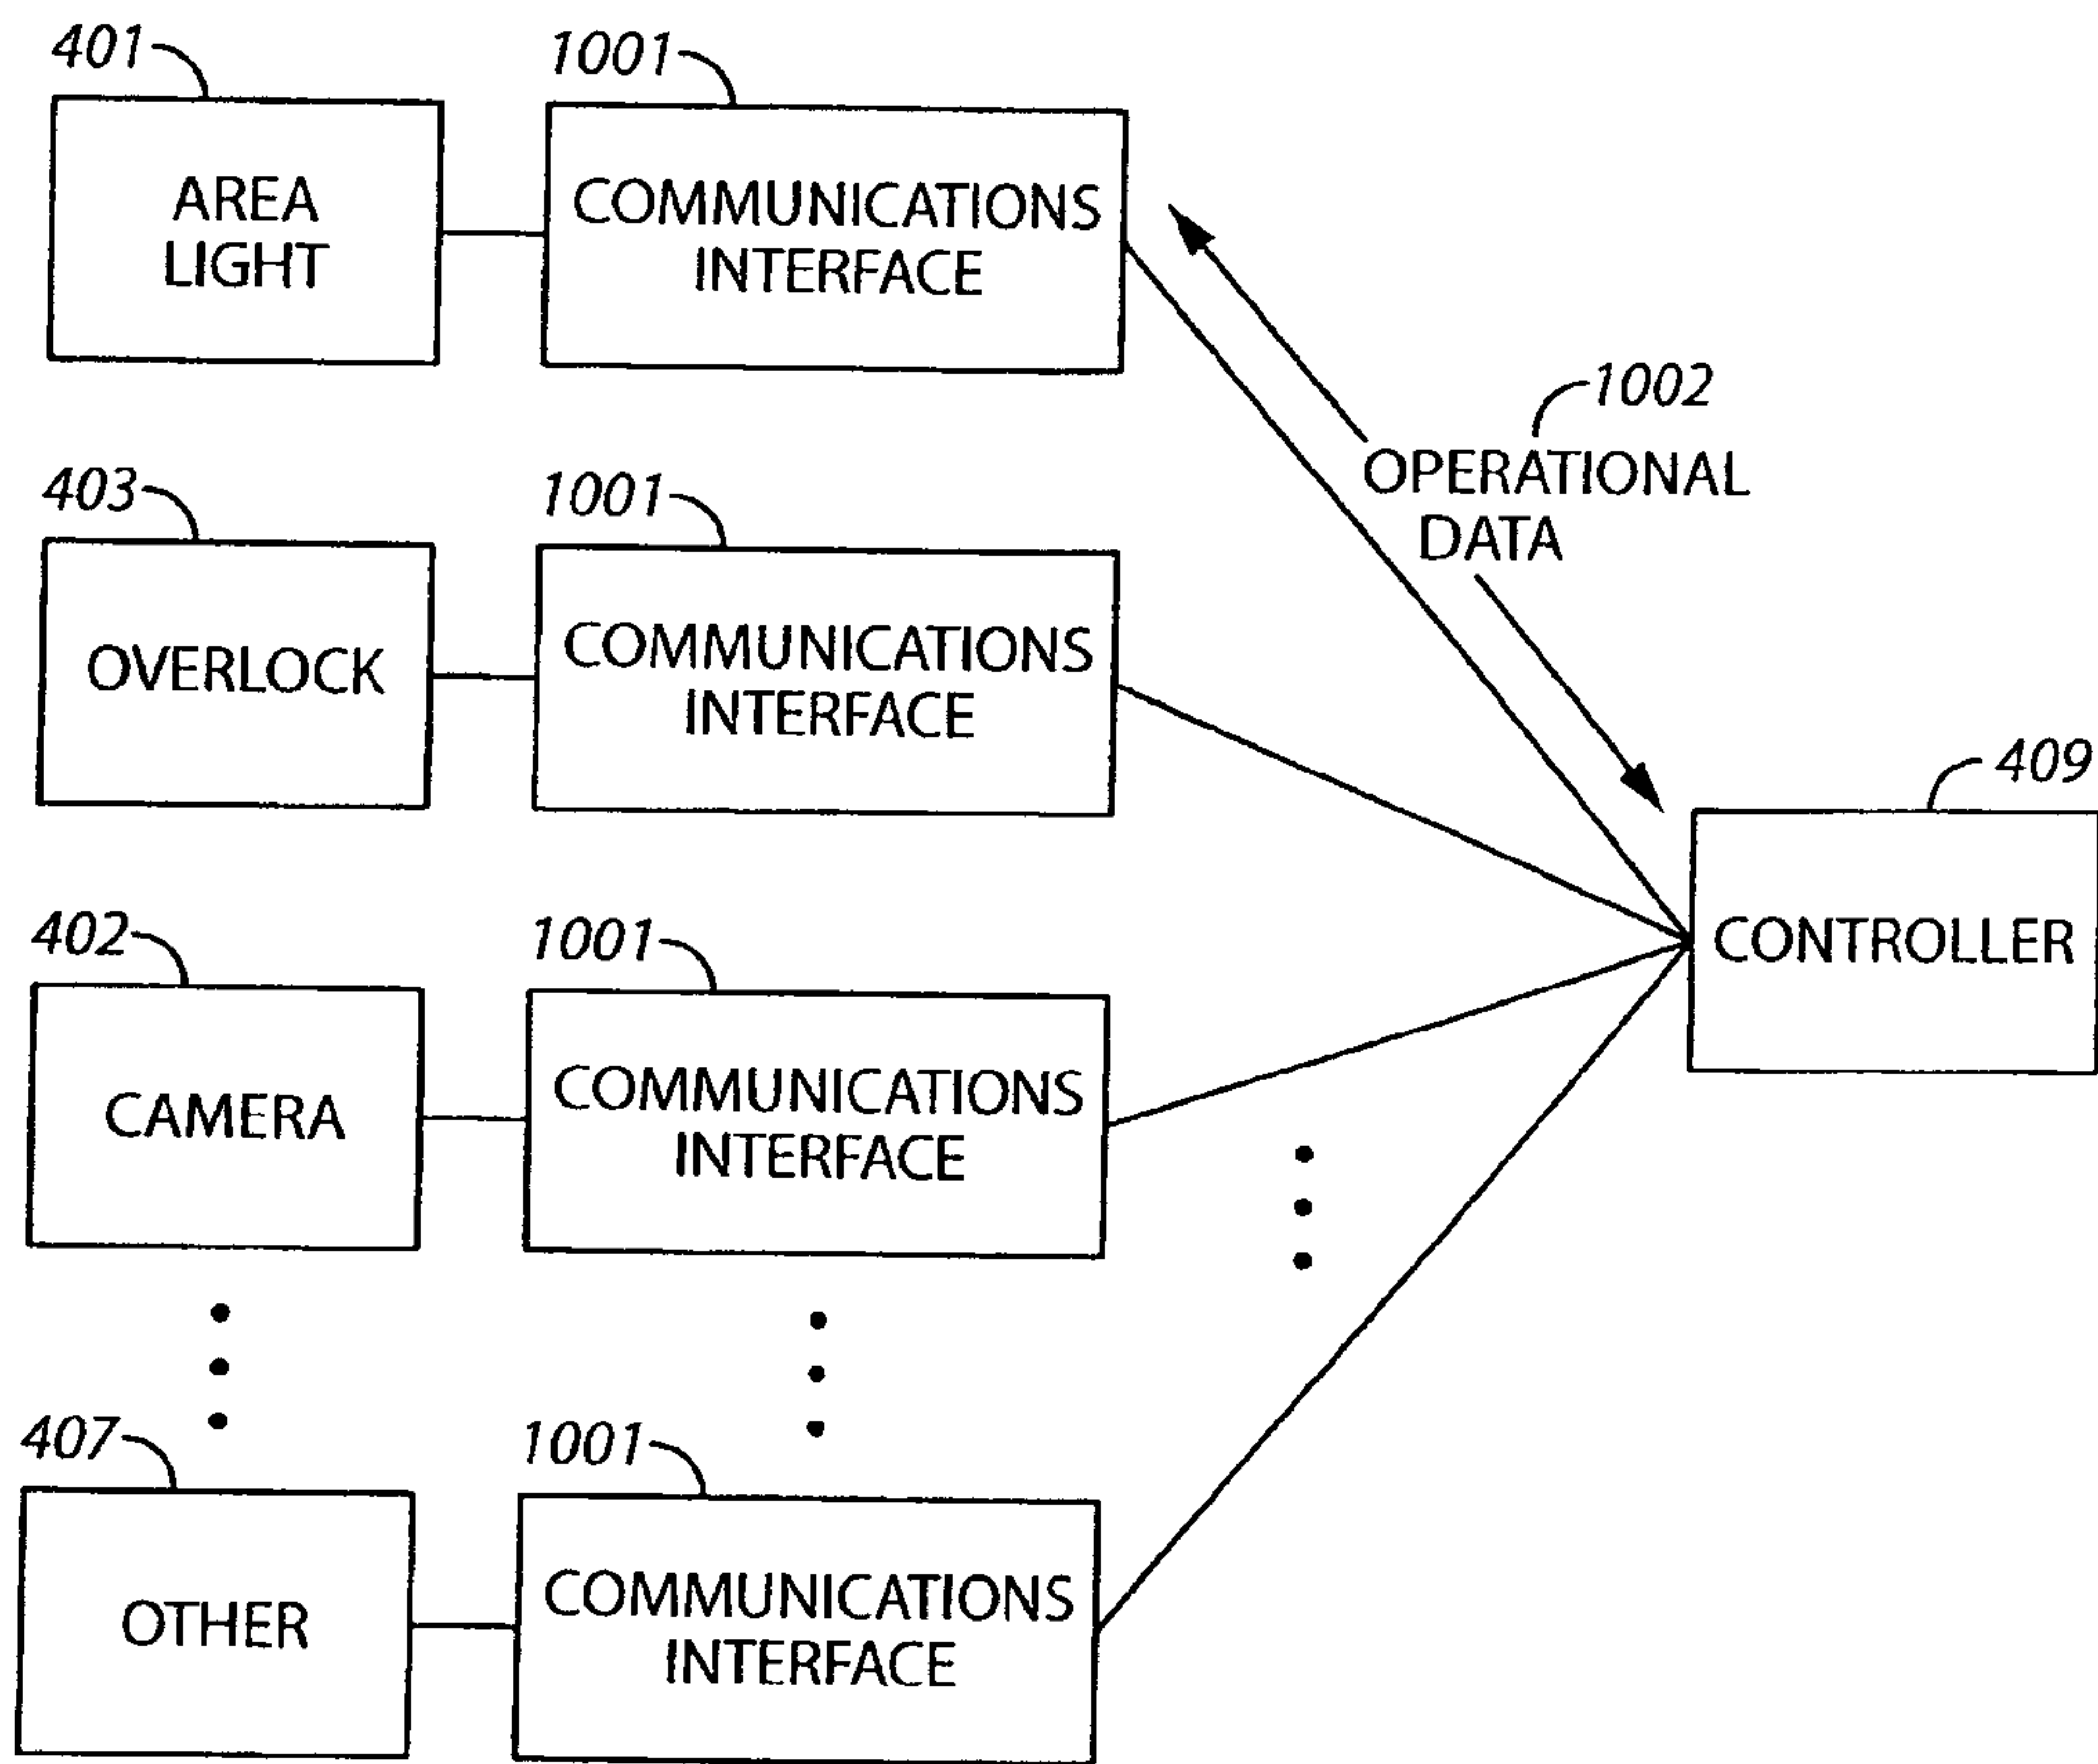 401
1001
AREA
LIGHT
COMMUNICATIONS
INTERFACE
1002
OPERATIONAL
DATA
403
1001
OVERLOCK
COMMUNICATIONS
INTERFACE
409
CONTROLLER
402
1001
CAMERA
COMMUNICATIONS
INTERFACE
407
1001
OTHER
COMMUNICATIONS
INTERFACE